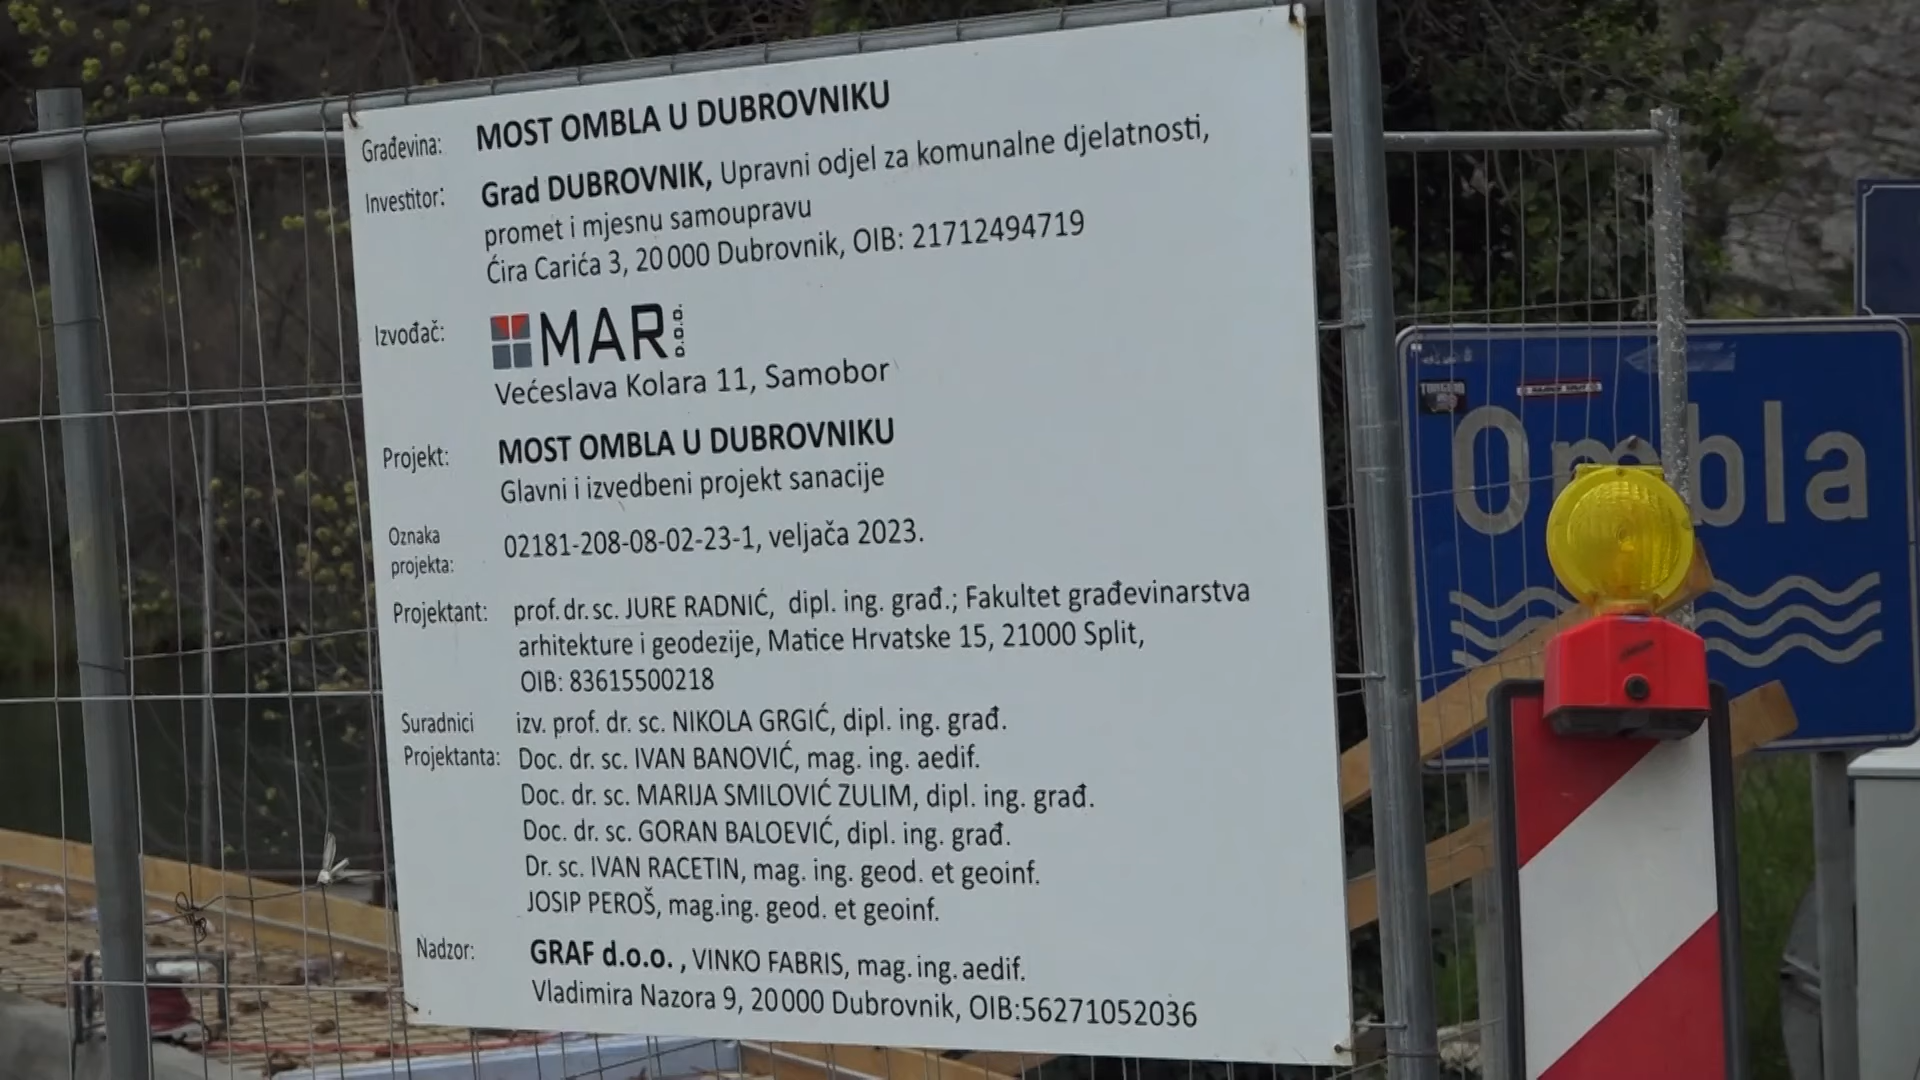 Građevina: MOST OMBLA U DUBROVNIKU
Investitor: Grad DUBROVNIK, Upravni odjel za komunalne djelatnosti,
promet i mjesnu samoupravu
Ćira Carića 3, 20000 Dubrovnik, OIB: 21712494719
Izvođač: MAR d.o.o.
Većeslava Kolara 11, Samobor
Projekt: MOST OMBLA U DUBROVNIKU
Glavni i izvedbeni projekt sanacije
Oznaka
projekta: 02181-208-08-02-23-1, veljača 2023.
Projektant: prof. dr. sc. JURE RADNIĆ, dipl. ing. građ.; Fakultet građevinarstva
arhitekture i geodezije, Matice Hrvatske 15, 21000 Split,
OIB: 83615500218
Suradnici izv. prof. dr. sc. NIKOLA GRGIĆ, dipl. ing. građ.
Projektanta: Doc. dr. sc. IVAN BANOVIĆ, mag. ing. aedif.
Doc. dr. sc. MARIJA SMILOVIĆ ZULIM, dipl. ing. građ.
Doc. dr. sc. GORAN BALOEVIĆ, dipl. ing. građ.
Dr. sc. IVAN RACETIN, mag. ing. geod. et geoinf.
JOSIP PEROŠ, mag.ing. geod. et geoinf.
Nadzor: GRAF d.o.o. , VINKO FABRIS, mag. ing. aedif.
Vladimira Nazora 9, 20000 Dubrovnik, OIB:56271052036
Ombla